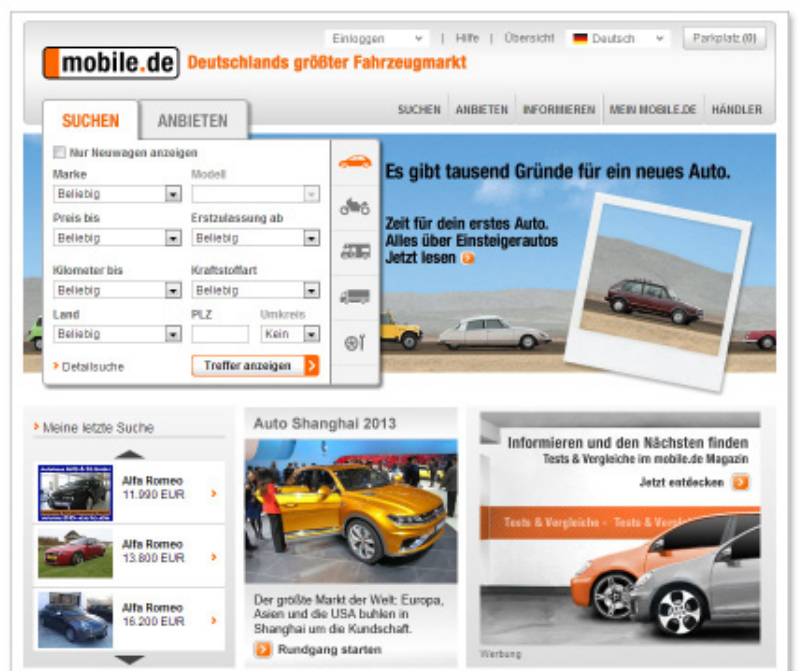 Einloggen | Hilfe | Übersicht Deutsch Parkplatz (0)
mobile.de Deutschlands größter Fahrzeugmarkt
SUCHEN ANBIETEN INFORMIEREN MEIN MOBILE.DE HÄNDLER
SUCHEN ANBIETEN
Nur Neuwagen anzeigen
Marke Modell
Beliebig
Preis bis Erstzulassung ab
Beliebig Beliebig
Kilometer bis Kraftstoffart
Beliebig Beliebig
Land PLZ Umkreis
Beliebig Kein
Detailsuche Treffer anzeigen
Es gibt tausend Gründe für ein neues Auto.
Zeit für dein erstes Auto.
Alles über Einsteigerautos
Jetzt lesen
Meine letzte Suche
Alfa Romeo
11.990 EUR
Alfa Romeo
13.800 EUR
Alfa Romeo
16.200 EUR
Auto Shanghai 2013
Der größte Markt der Welt: Europa,
Asien und die USA buhlen in
Shanghai um die Kundschaft.
Rundgang starten
Informieren und den Nächsten finden
Tests & Vergleiche im mobile.de Magazin
Jetzt entdecken
Tests & Vergleiche - Tests &
Werbung